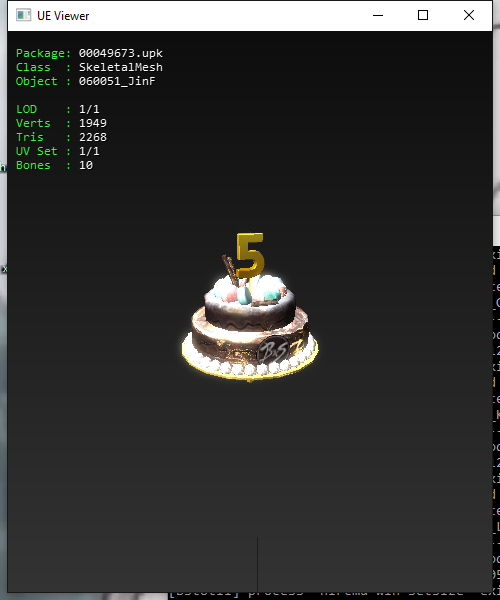 UE Viewer
Package: 00049673.upk
Class : SkeletalMesh
Object : 060051_JinF
LOD : 1/1
Verts : 1949
Tris : 2268
UV Set : 1/1
Bones : 10
5
B&S